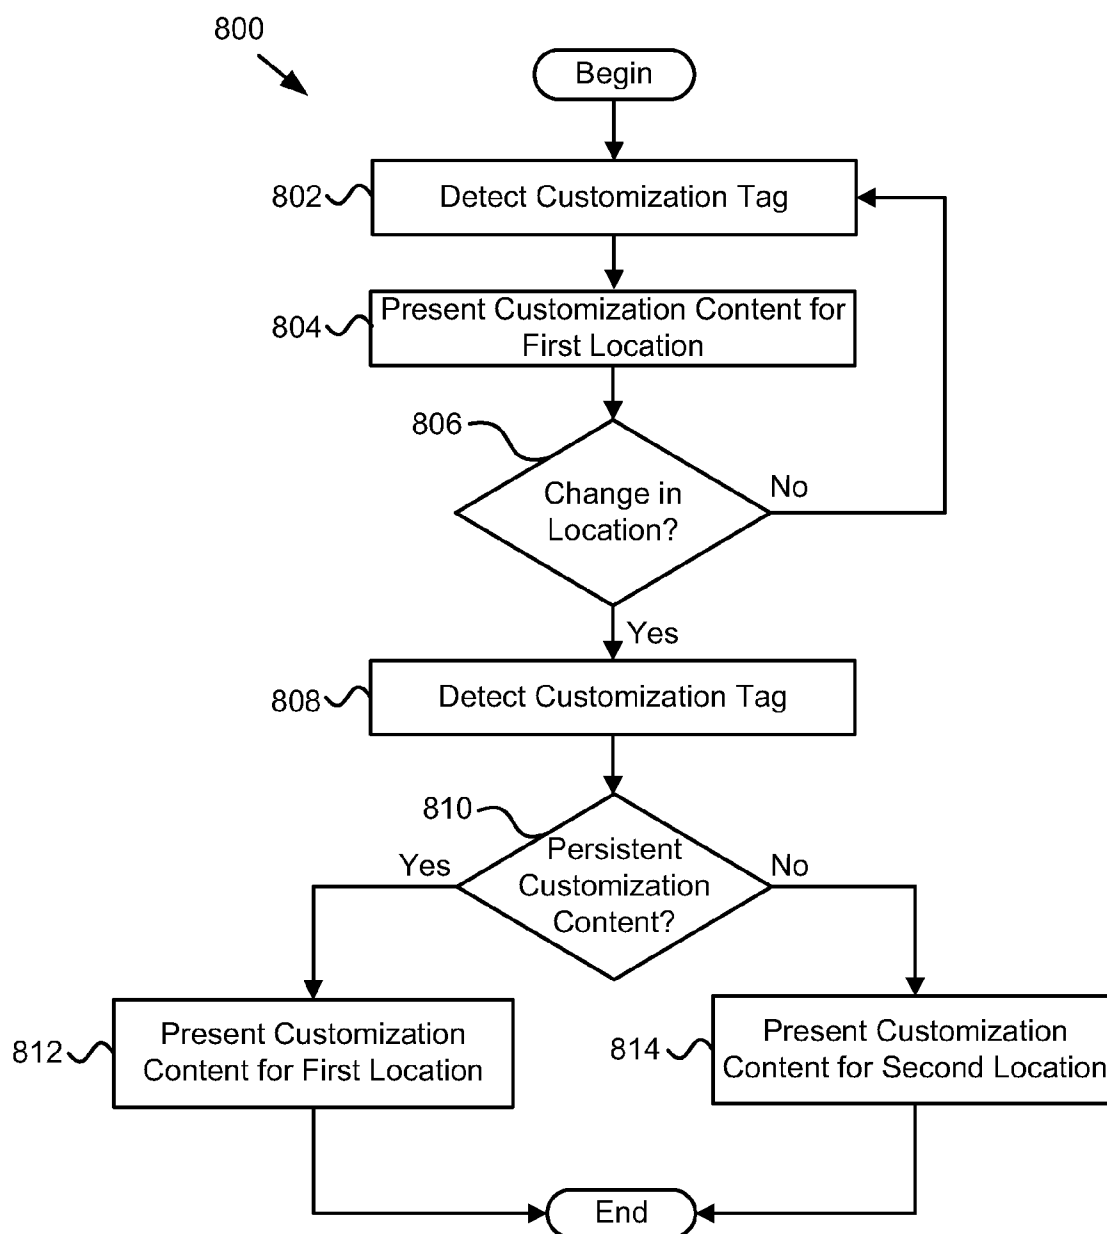 800
Begin
802
Detect Customization Tag
804
Present Customization Content for
First Location
806
Change in
Location?
No
Yes
808
Detect Customization Tag
810
Persistent
Customization
Content?
Yes
No
812
Present Customization
Content for First Location
814
Present Customization
Content for Second Location
End